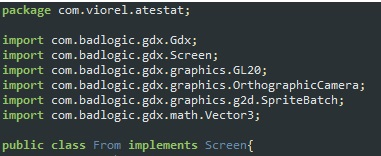 package com.viorel.atestat;
import com.badlogic.gdx.Gdx;
import com.badlogic.gdx.Screen;
import com.badlogic.gdx.graphics.GL20;
import com.badlogic.gdx.graphics.OrthographicCamera;
import com.badlogic.gdx.graphics.g2d.SpriteBatch;
import com.badlogic.gdx.math.Vector3;
public class From implements Screen{